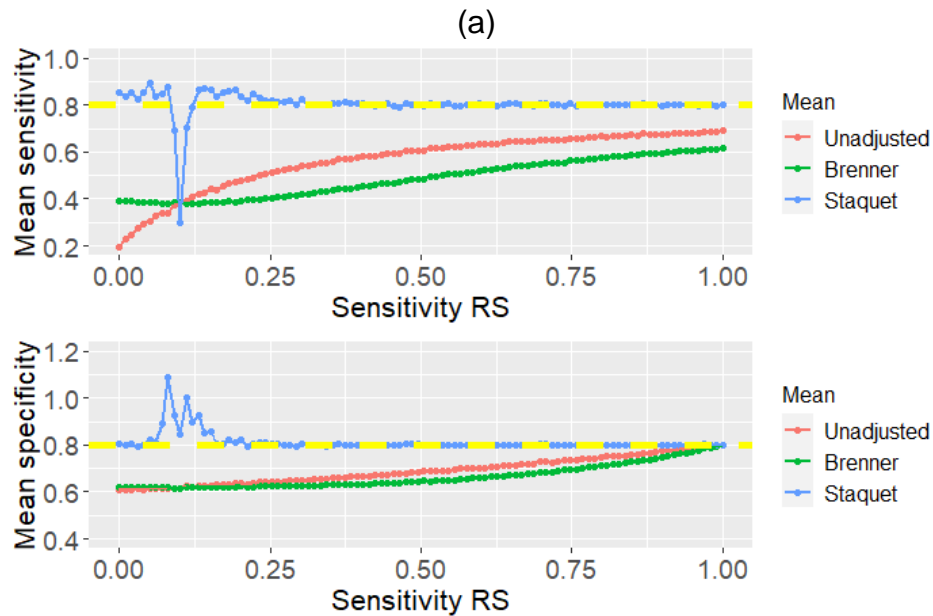 (a)
Mean sensitivity
1.0
0.8
0.6
0.4
0.2
0.00 0.25 0.50 0.75 1.00
Sensitivity RS
Mean
Unadjusted
Brenner
Staquet
Mean specificity
1.2
1.0
0.8
0.6
0.4
0.00 0.25 0.50 0.75 1.00
Sensitivity RS
Mean
Unadjusted
Brenner
Staquet